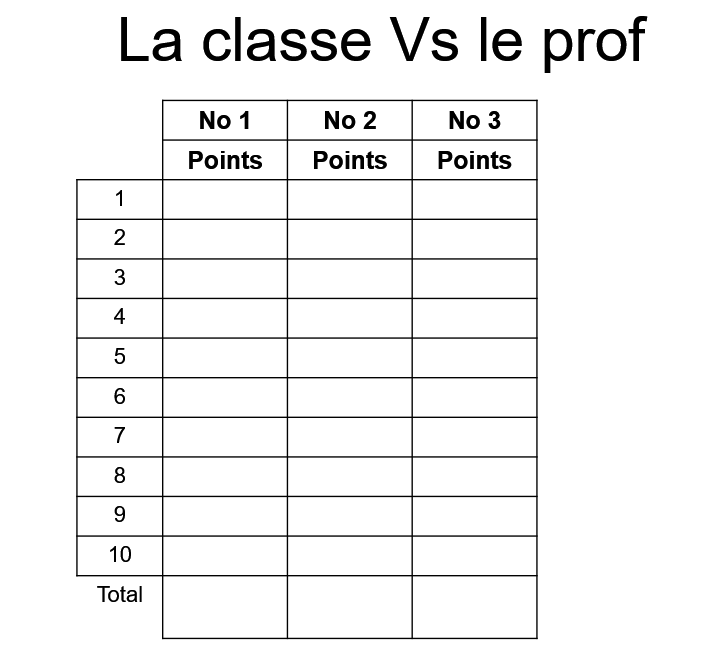 La classe Vs le prof
No 1 No 2 No 3
Points Points Points
1
2
3
4
5
6
7
8
9
10
Total